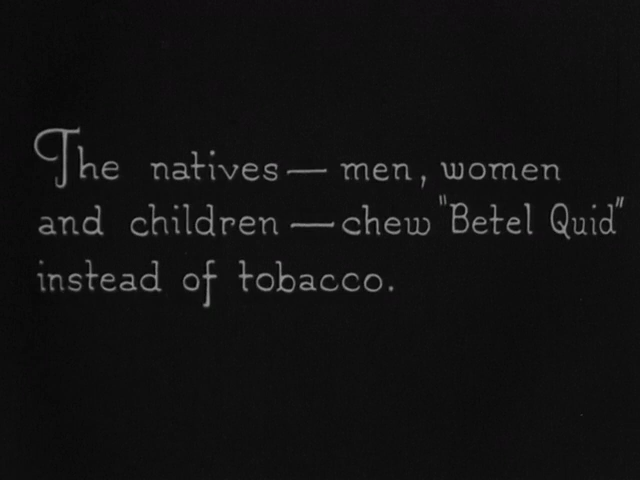 The natives — men, women
and children — chew "Betel Quid"
instead of tobacco.